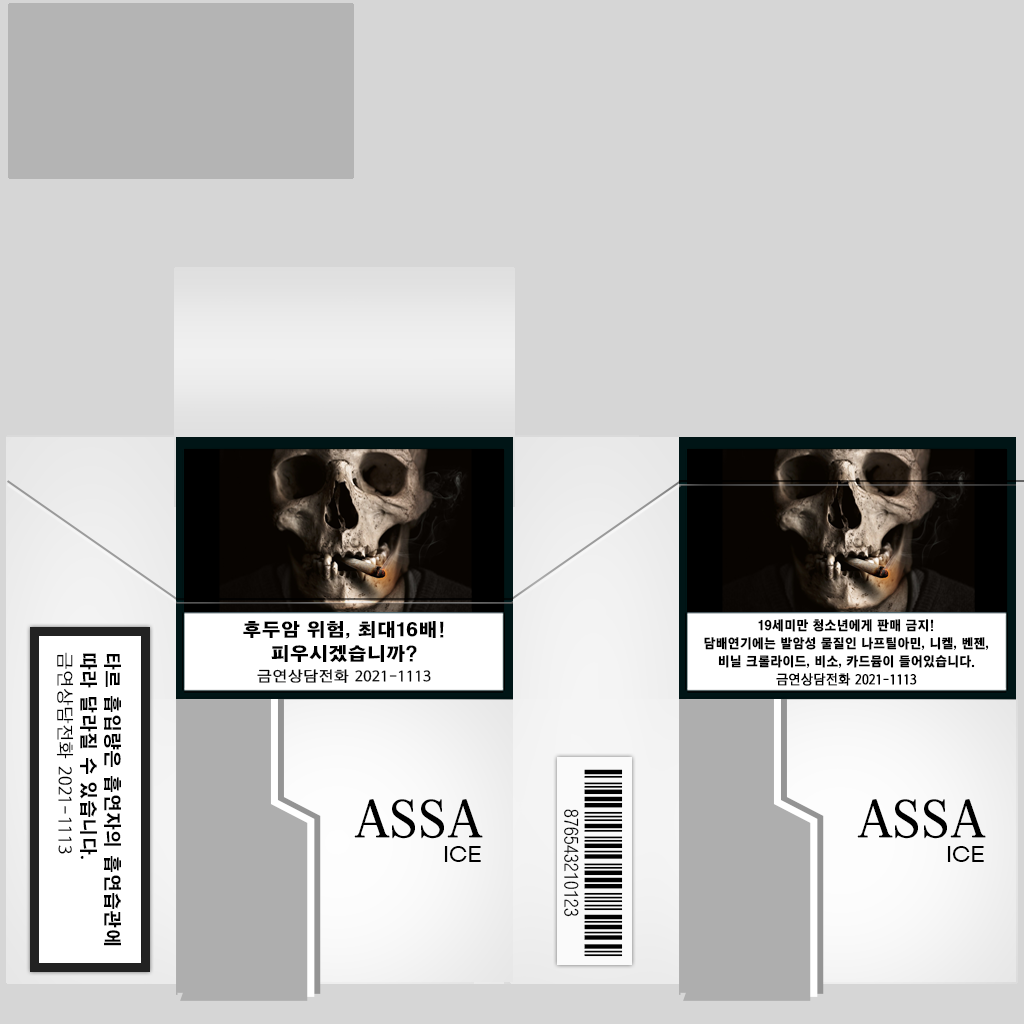 후두암 위험, 최대16배!
피우시겠습니까?
금연상담전화 2021-1113
19세미만 청소년에게 판매 금지!
담배연기에는 발암성 물질인 나프틸아민, 니켈, 벤젠,
비닐 크롤라이드, 비소, 카드뮴이 들어있습니다.
금연상담전화 2021-1113
타르 흡입량은 흡연자의 흡연습관에
따라 달라질 수 있습니다.
금연상담전화 2021-1113
ASSA
ICE
876543210123
ASSA
ICE